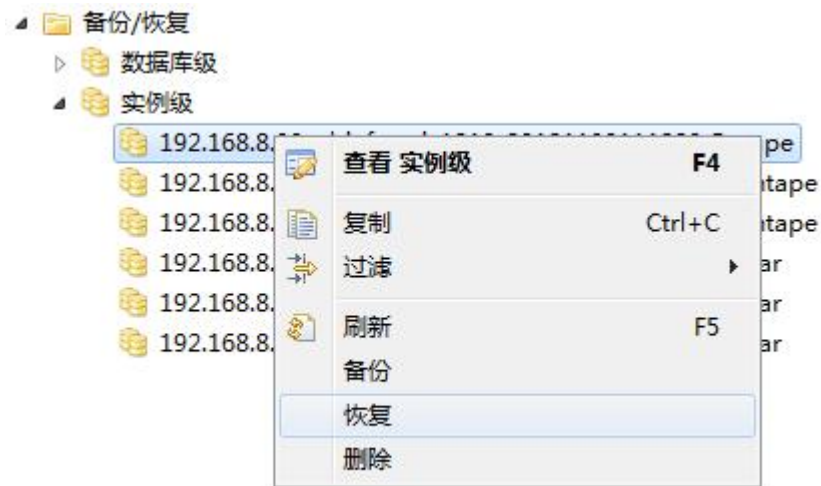 备份/恢复
数据库级
实例级
192.168.8. pe
查看 实例级 F4
192.168.8. tape
192.168.8. tape
复制 Ctrl+C
192.168.8. ar
过滤
192.168.8. ar
刷新 F5
192.168.8. ar
备份
恢复
删除